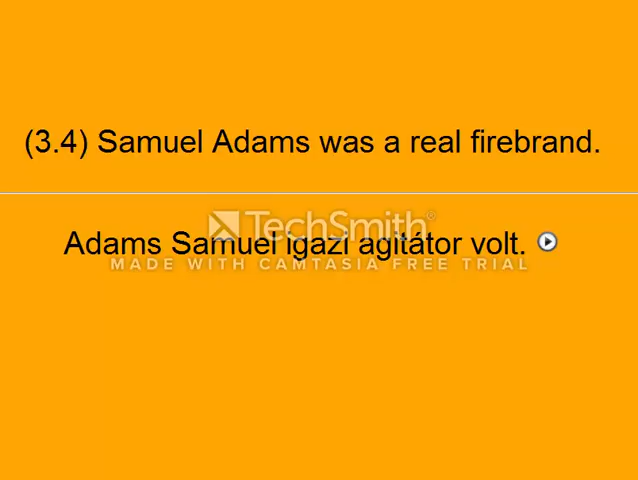 (3.4) Samuel Adams was a real firebrand.
TechSmith®
Adams Samuel igazi agitátor volt.
MADE WITH CAMTASIA FREE TRIAL